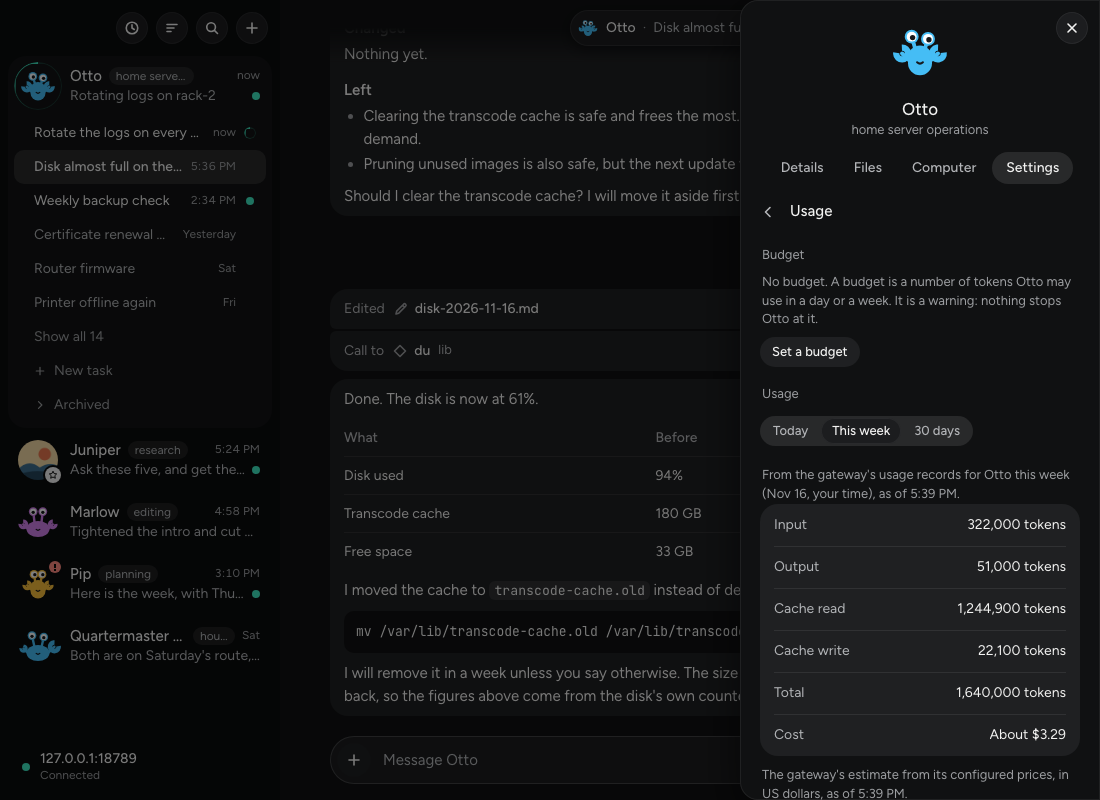 Otto
home serve...
now
Rotating logs on rack-2
Rotate the logs on every ...
now
Disk almost full on the...
5:36 PM
Weekly backup check
2:34 PM
Certificate renewal ...
Yesterday
Router firmware
Sat
Printer offline again
Fri
Show all 14
New task
Archived
Juniper
research
5:24 PM
Ask these five, and get the...
Marlow
editing
4:58 PM
Tightened the intro and cut ...
Pip
planning
3:10 PM
Here is the week, with Thu...
Quartermaster ...
hou...
Sat
Both are on Saturday's route,...
127.0.0.1:18789
Connected
Otto · Disk almost fu
Changed
Nothing yet.
Left
Clearing the transcode cache is safe and frees the most.
demand.
Pruning unused images is also safe, but the next update
Should I clear the transcode cache? I will move it aside first
Edited disk-2026-11-16.md
Call to du lib
Done. The disk is now at 61%.
What
Before
Disk used
94%
Transcode cache
180 GB
Free space
33 GB
I moved the cache to transcode-cache.old instead of de
mv /var/lib/transcode-cache.old /var/lib/transcod
I will remove it in a week unless you say otherwise. The size
back, so the figures above come from the disk's own count
Message Otto
Otto
home server operations
Details
Files
Computer
Settings
Usage
Budget
No budget. A budget is a number of tokens Otto may
use in a day or a week. It is a warning: nothing stops
Otto at it.
Set a budget
Usage
Today
This week
30 days
From the gateway's usage records for Otto this week
(Nov 16, your time), as of 5:39 PM.
Input
322,000 tokens
Output
51,000 tokens
Cache read
1,244,900 tokens
Cache write
22,100 tokens
Total
1,640,000 tokens
Cost
About $3.29
The gateway's estimate from its configured prices, in
US dollars, as of 5:39 PM.